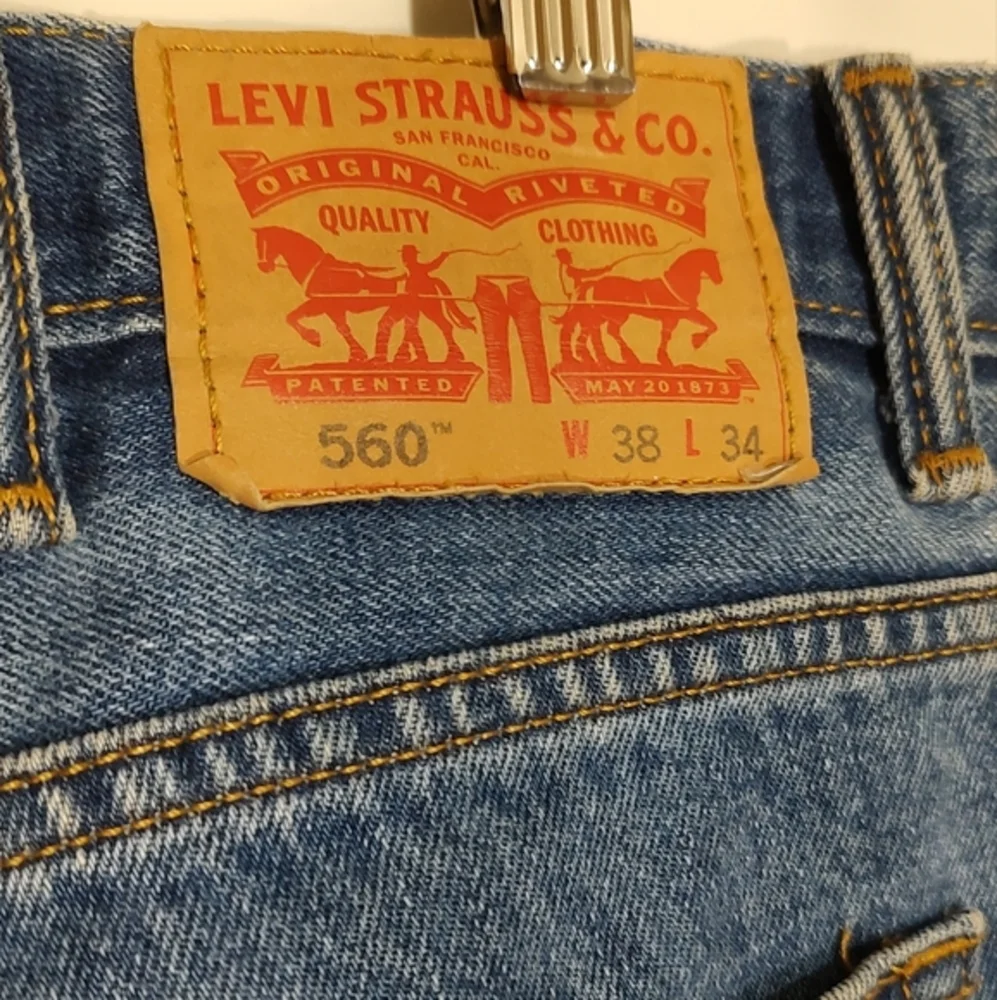 LEVI STRAUSS & CO.
SAN FRANCISCO
CAL.
ORIGINAL RIVETED
QUALITY CLOTHING
PATENTED MAY 20 1873
560™ W 38 L 34